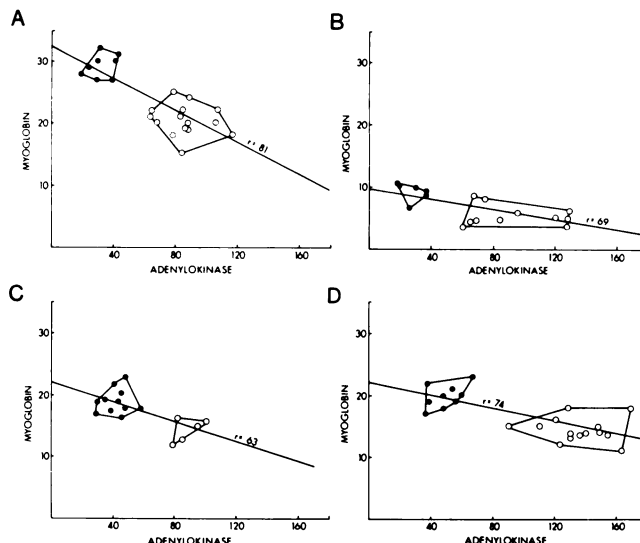 A
30
20
10
MYOGLOBIN
r = 81
40
80
120
160
ADENYLOKINASE
B
30
20
10
MYOGLOBIN
r = 69
40
80
120
160
ADENYLOKINASE
C
30
20
10
MYOGLOBIN
r = 63
40
80
120
160
ADENYLOKINASE
D
30
20
10
MYOGLOBIN
r = 74
40
80
120
160
ADENYLOKINASE